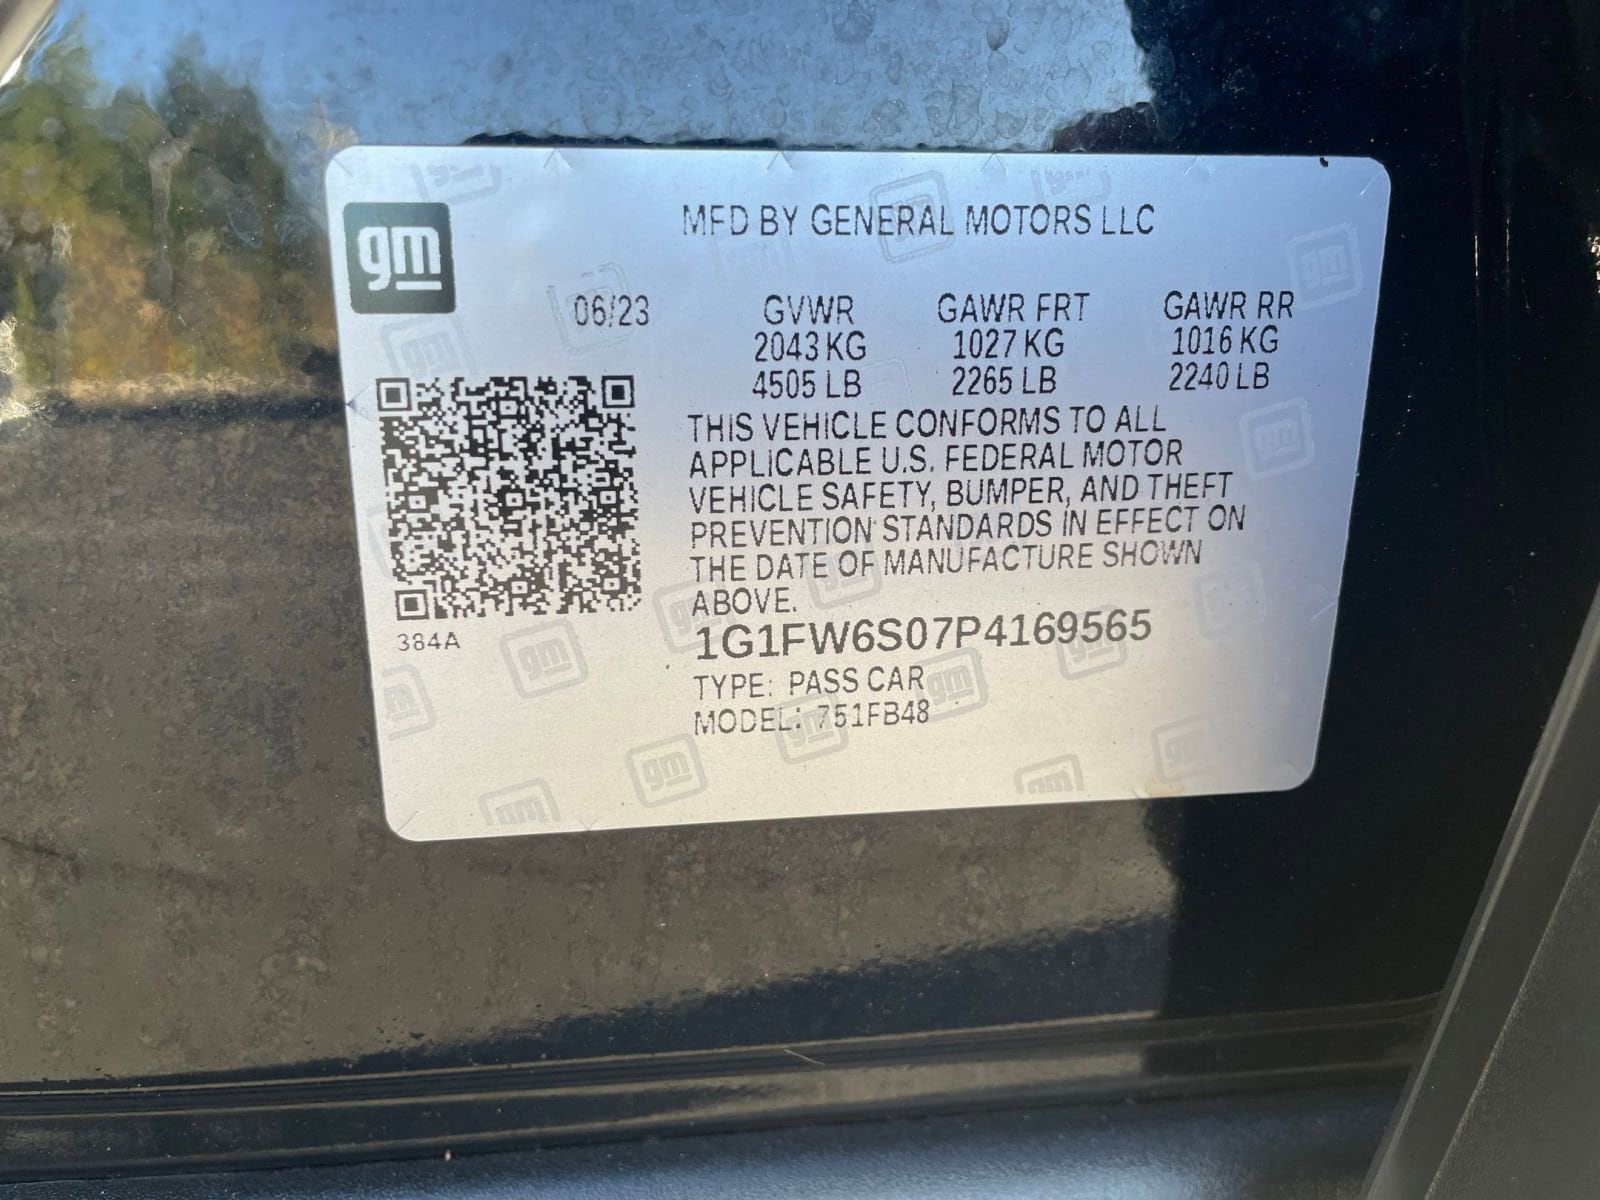 gm
MFD BY GENERAL MOTORS LLC
06/23 GVWR GAWR FRT GAWR RR
2043 KG 1027 KG 1016 KG
4505 LB 2265 LB 2240 LB
THIS VEHICLE CONFORMS TO ALL
APPLICABLE U.S. FEDERAL MOTOR
VEHICLE SAFETY, BUMPER, AND THEFT
PREVENTION STANDARDS IN EFFECT ON
THE DATE OF MANUFACTURE SHOWN
ABOVE.
384A
1G1FW6S07P4169565
TYPE: PASS CAR
MODEL: 751FB48